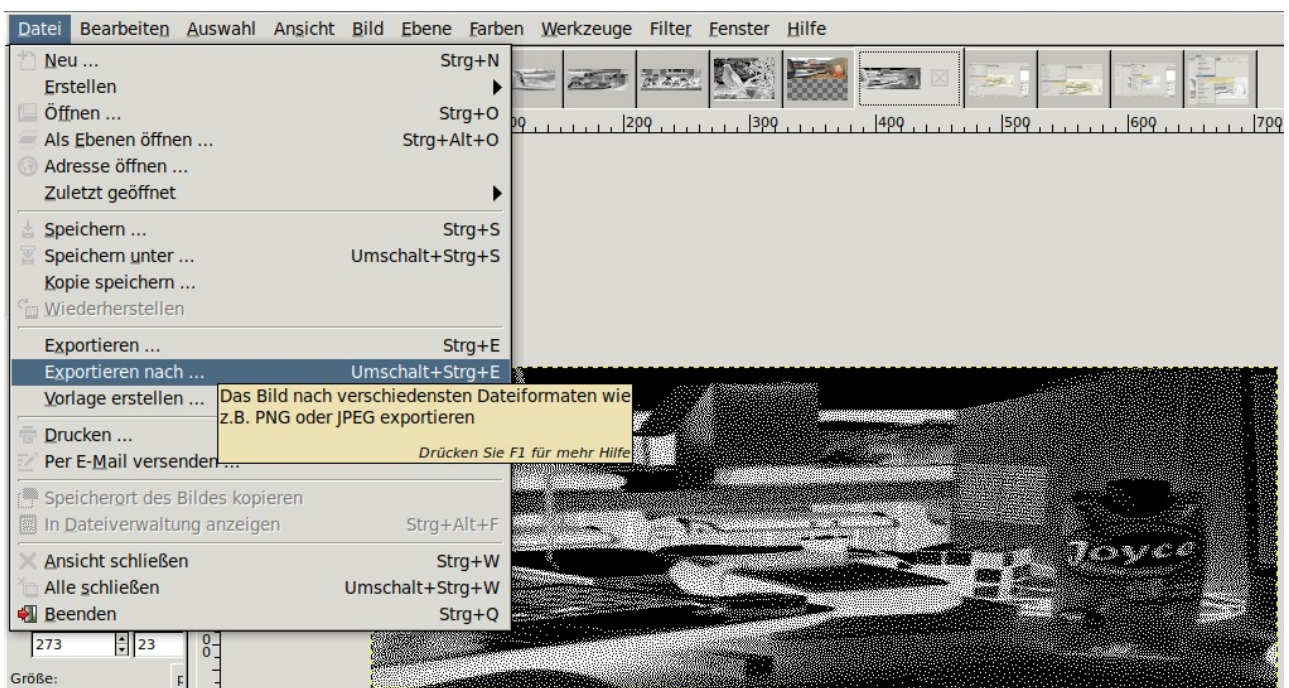 Datei Bearbeiten Auswahl Ansicht Bild Ebene Farben Werkzeuge Filter Fenster Hilfe
Neu ... Strg+N
Erstellen
Öffnen ... Strg+O
Als Ebenen öffnen ... Strg+Alt+O
Adresse öffnen ...
Zuletzt geöffnet
Speichern ... Strg+S
Speichern unter ... Umschalt+Strg+S
Kopie speichern ...
Wiederherstellen
Exportieren ... Strg+E
Exportieren nach ... Umschalt+Strg+E
Vorlage erstellen ...
Das Bild nach verschiedensten Dateiformaten wie
z.B. PNG oder JPEG exportieren
Drücken Sie F1 für mehr Hilfe
Drucken ...
Per E-Mail versenden ...
Speicherort des Bildes kopieren
In Dateiverwaltung anzeigen Strg+Alt+F
Ansicht schließen Strg+W
Alle schließen Umschalt+Strg+W
Beenden Strg+Q
200 300 400 500 600 700
Joyce
273 23
0
0
Größe: